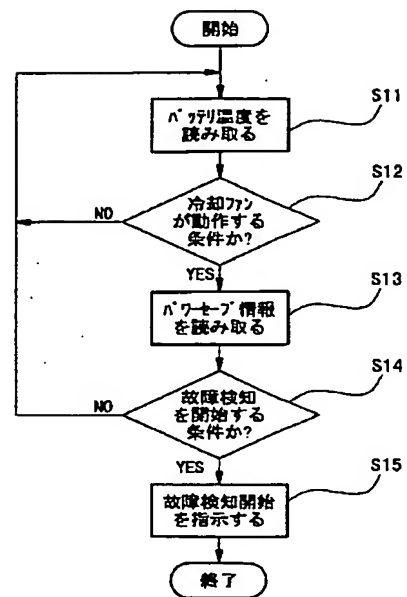 開始
S11
バッテリ温度を
読み取る
S12
冷却ファン
が動作する
条件か?
NO
YES
S13
パワーセーブ情報
を読み取る
S14
故障検知
を開始する
条件か?
NO
YES
S15
故障検知開始
を指示する
終了